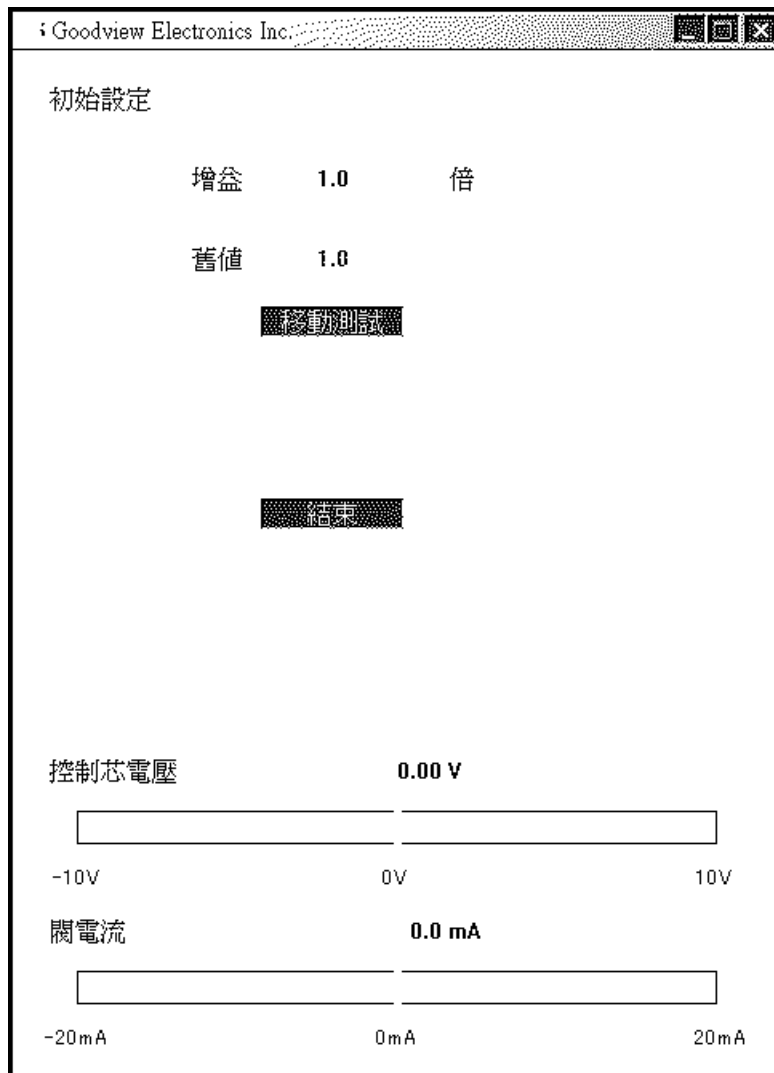 Goodview Electronics Inc.
初始設定
增益 1.0 倍
舊值 1.0
移動測試
結束
控制芯電壓 0.00 V
-10V 0V 10V
閥電流 0.0 mA
-20mA 0mA 20mA